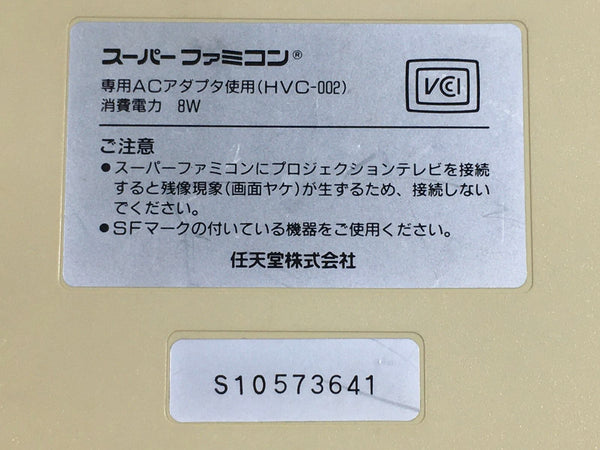 スーパーファミコン®
専用ACアダプタ使用(HVC-002)
消費電力 8W
VCI
ご注意
●スーパーファミコンにプロジェクションテレビを接続
すると残像現象(画面ヤケ)が生ずるため、接続しない
でください。
●SFマークの付いている機器をご使用ください。
任天堂株式会社
S10573641